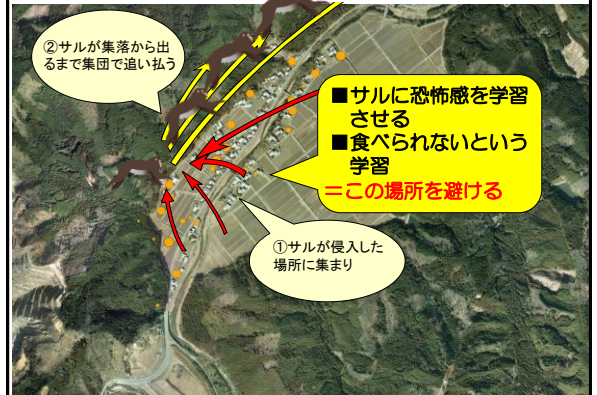 ②サルが集落から出
るまで集団で追い払う
■サルに恐怖感を学習
させる
■食べられないという
学習
＝この場所を避ける
①サルが侵入した
場所に集まり